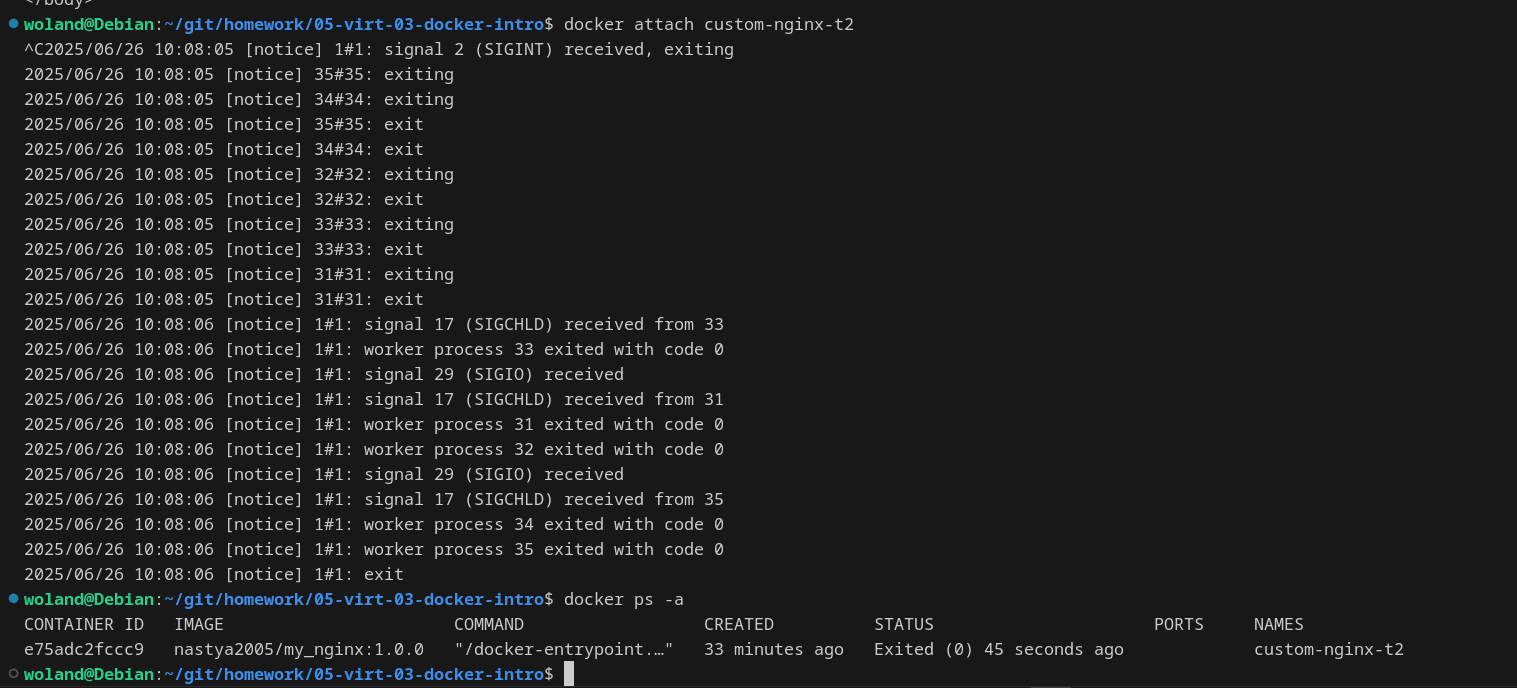 </body>
woland@Debian:~/git/homework/05-virt-03-docker-intro$ docker attach custom-nginx-t2
^C2025/06/26 10:08:05 [notice] 1#1: signal 2 (SIGINT) received, exiting
2025/06/26 10:08:05 [notice] 35#35: exiting
2025/06/26 10:08:05 [notice] 34#34: exiting
2025/06/26 10:08:05 [notice] 35#35: exit
2025/06/26 10:08:05 [notice] 34#34: exit
2025/06/26 10:08:05 [notice] 32#32: exiting
2025/06/26 10:08:05 [notice] 32#32: exit
2025/06/26 10:08:05 [notice] 33#33: exiting
2025/06/26 10:08:05 [notice] 33#33: exit
2025/06/26 10:08:05 [notice] 31#31: exiting
2025/06/26 10:08:05 [notice] 31#31: exit
2025/06/26 10:08:06 [notice] 1#1: signal 17 (SIGCHLD) received from 33
2025/06/26 10:08:06 [notice] 1#1: worker process 33 exited with code 0
2025/06/26 10:08:06 [notice] 1#1: signal 29 (SIGIO) received
2025/06/26 10:08:06 [notice] 1#1: signal 17 (SIGCHLD) received from 31
2025/06/26 10:08:06 [notice] 1#1: worker process 31 exited with code 0
2025/06/26 10:08:06 [notice] 1#1: worker process 32 exited with code 0
2025/06/26 10:08:06 [notice] 1#1: signal 29 (SIGIO) received
2025/06/26 10:08:06 [notice] 1#1: signal 17 (SIGCHLD) received from 35
2025/06/26 10:08:06 [notice] 1#1: worker process 34 exited with code 0
2025/06/26 10:08:06 [notice] 1#1: worker process 35 exited with code 0
2025/06/26 10:08:06 [notice] 1#1: exit
woland@Debian:~/git/homework/05-virt-03-docker-intro$ docker ps -a
CONTAINER ID   IMAGE                       COMMAND                  CREATED          STATUS                      PORTS     NAMES
e75adc2fccc9   nastya2005/my_nginx:1.0.0   "/docker-entrypoint.…"   33 minutes ago   Exited (0) 45 seconds ago             custom-nginx-t2
woland@Debian:~/git/homework/05-virt-03-docker-intro$